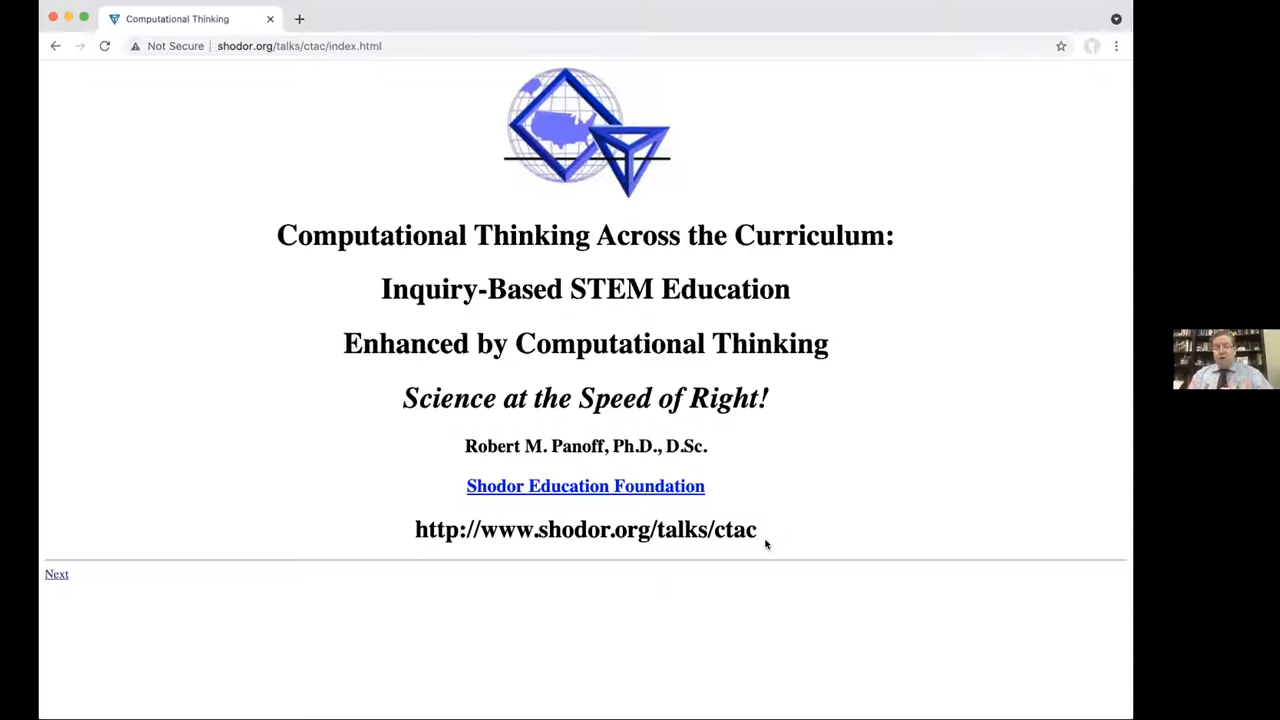 Computational Thinking
Not Secure
shodor.org/talks/ctac/index.html
Computational Thinking Across the Curriculum:
Inquiry-Based STEM Education
Enhanced by Computational Thinking
Science at the Speed of Right!
Robert M. Panoff, Ph.D., D.Sc.
Shodor Education Foundation
http://www.shodor.org/talks/ctac
Next